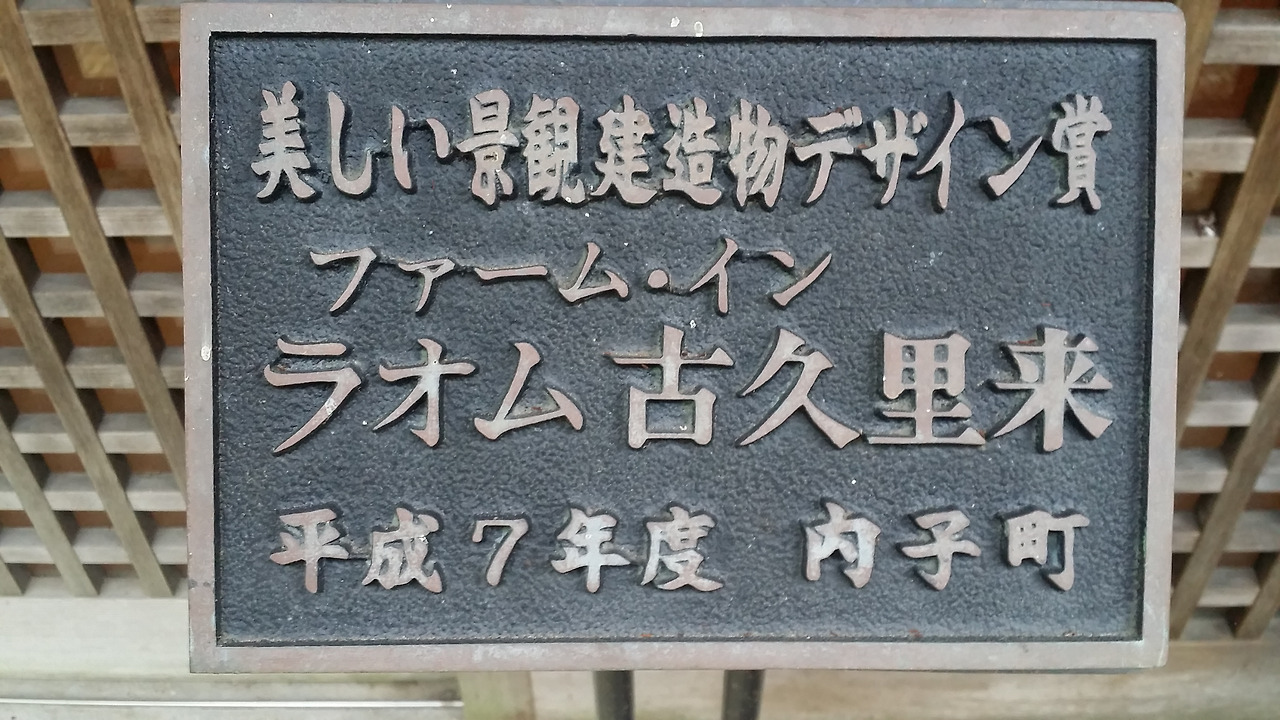 美しい景観建造物デザイン賞
ファーム・イン
ラオム 古久里来
平成7年度 内子町